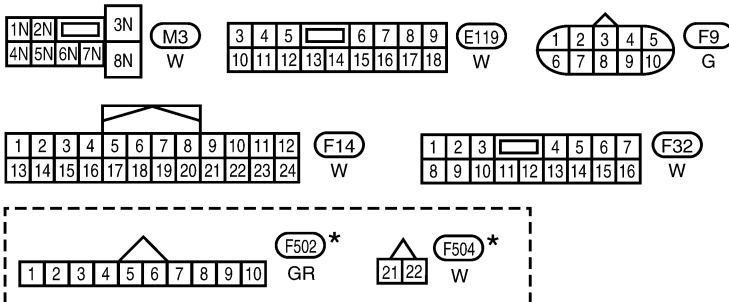 1N 2N 3N M3
4N 5N 6N 7N 8N W
3 4 5 6 7 8 9 E119
10 11 12 13 14 15 16 17 18 W
1 2 3 4 5 F9
6 7 8 9 10 G
1 2 3 4 5 6 7 8 9 10 11 12 F14
13 14 15 16 17 18 19 20 21 22 23 24 W
1 2 3 4 5 6 7 F32
8 9 10 11 12 13 14 15 16 W
F502 *
1 2 3 4 5 6 7 8 9 10 GR
F504 *
21 22 W